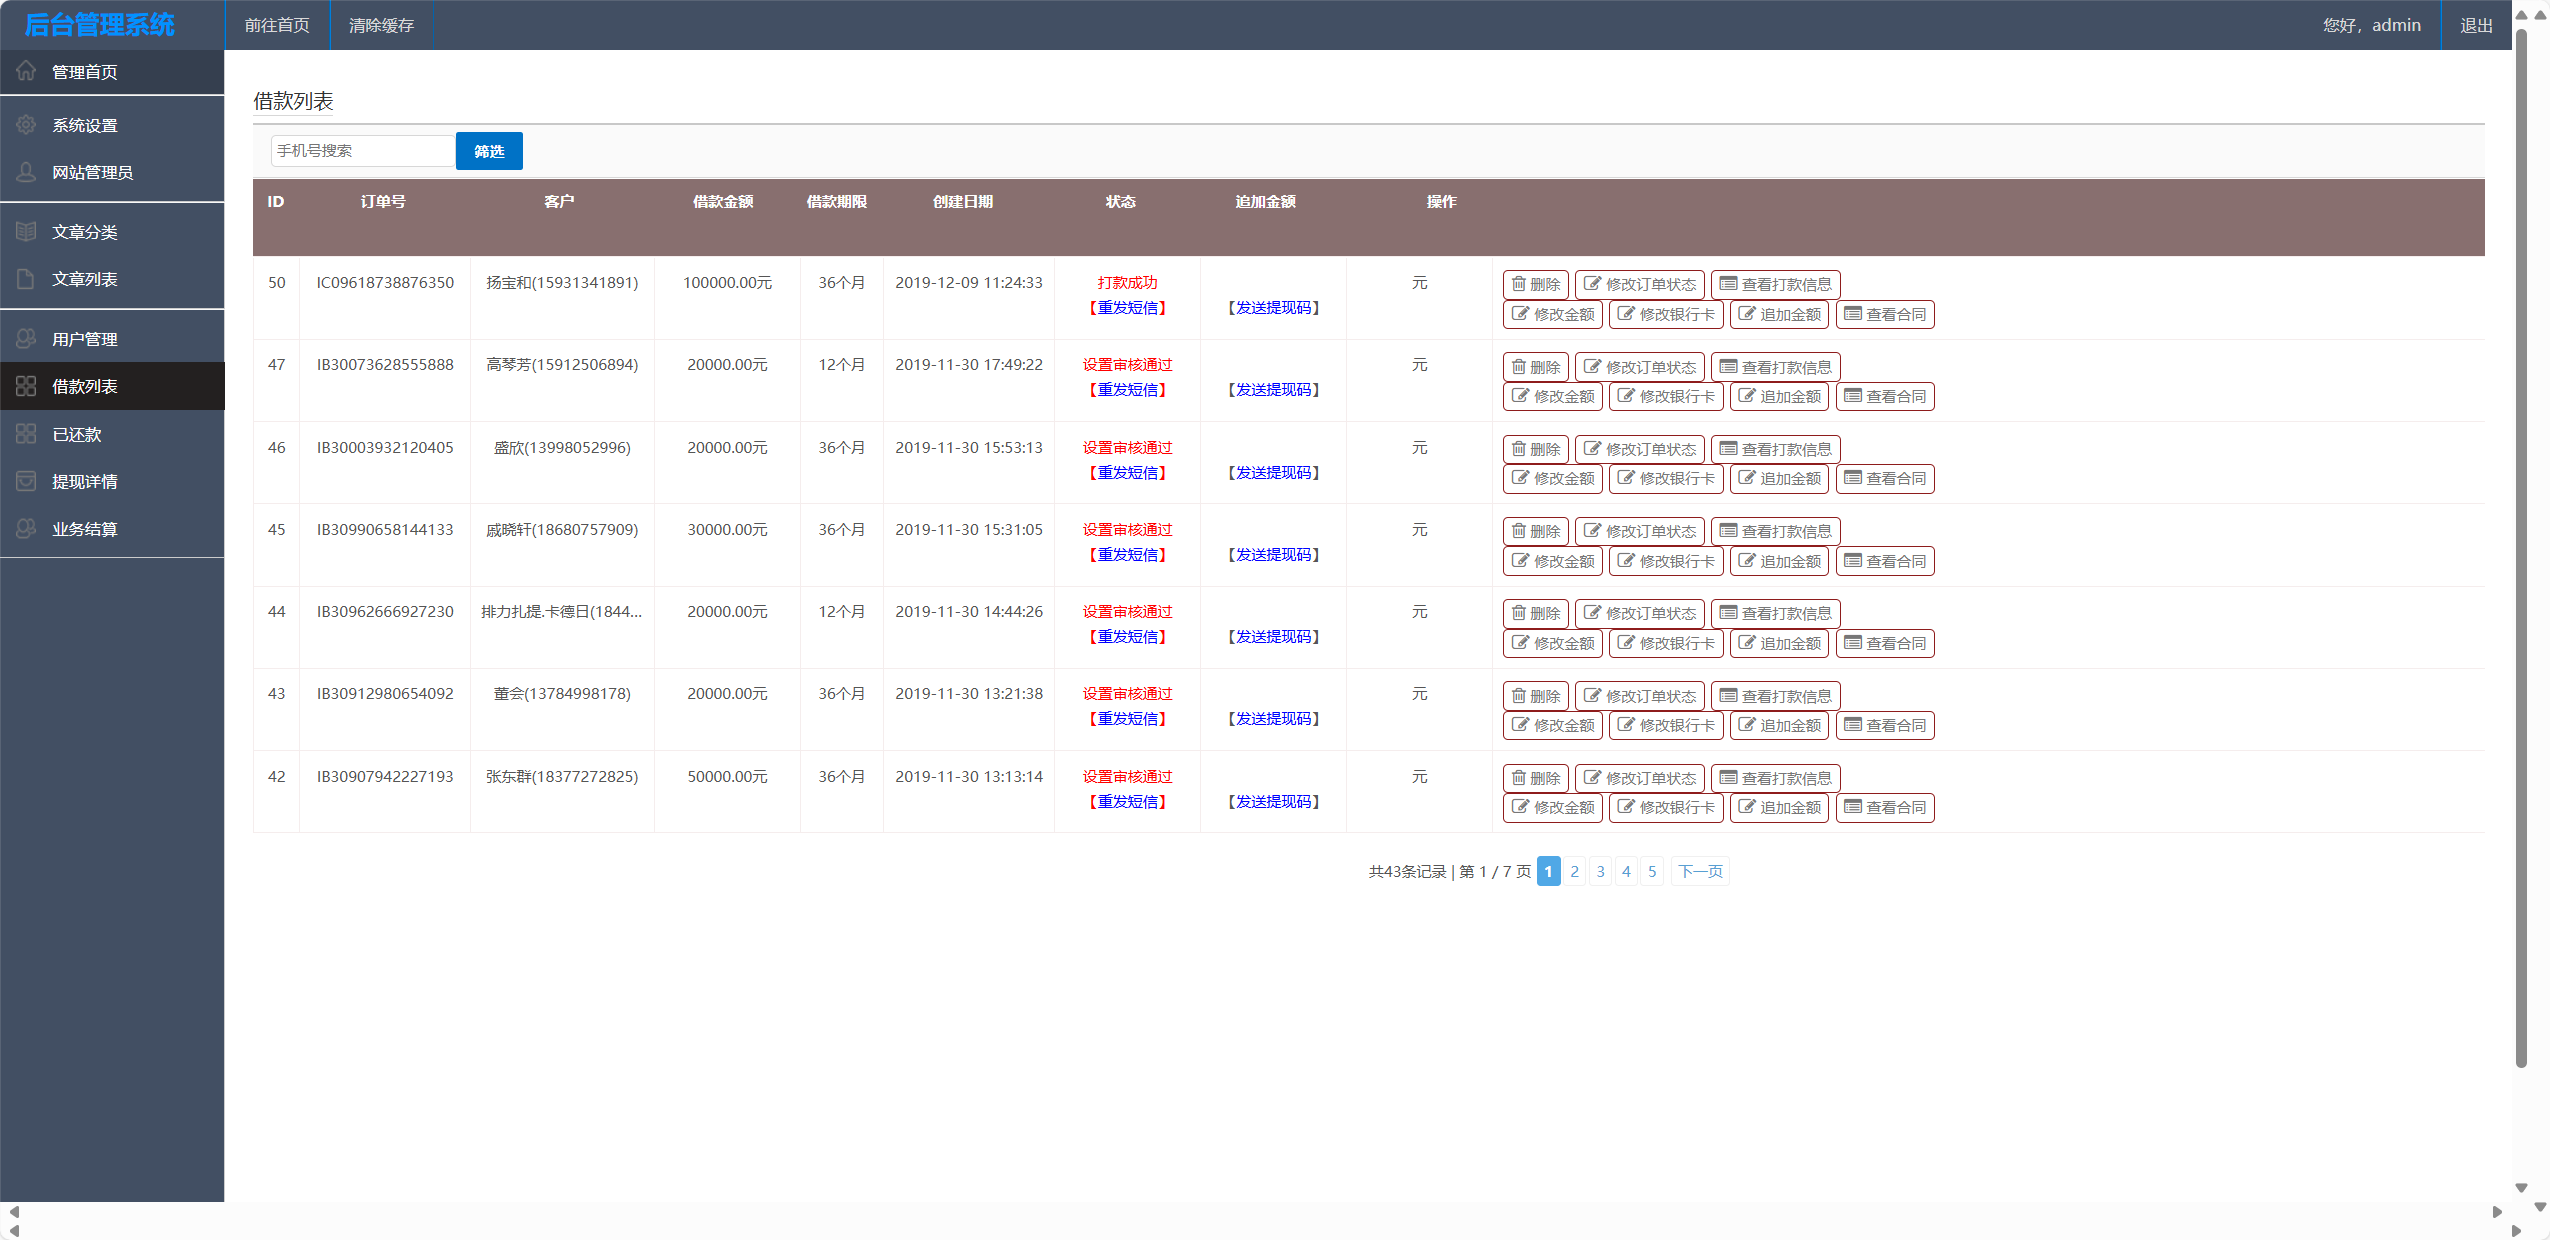 后台管理系统 前往首页 清除缓存 您好，admin 退出
管理首页
系统设置
网站管理员
文章分类
文章列表
用户管理
借款列表
已还款
提现详情
业务结算
借款列表
手机号搜索 筛选
ID 订单号 客户 借款金额 借款期限 创建日期 状态 追加金额 操作
50 IC09618738876350 扬宝和(15931341891) 100000.00元 36个月 2019-12-09 11:24:33 打款成功 元 删除 修改订单状态 查看打款信息
【重发短信】 【发送提现码】 修改金额 修改银行卡 追加金额 查看合同
47 IB30073628555888 高琴芳(15912506894) 20000.00元 12个月 2019-11-30 17:49:22 设置审核通过 元 删除 修改订单状态 查看打款信息
【重发短信】 【发送提现码】 修改金额 修改银行卡 追加金额 查看合同
46 IB30003932120405 盛欣(13998052996) 20000.00元 36个月 2019-11-30 15:53:13 设置审核通过 元 删除 修改订单状态 查看打款信息
【重发短信】 【发送提现码】 修改金额 修改银行卡 追加金额 查看合同
45 IB30990658144133 戚晓轩(18680757909) 30000.00元 36个月 2019-11-30 15:31:05 设置审核通过 元 删除 修改订单状态 查看打款信息
【重发短信】 【发送提现码】 修改金额 修改银行卡 追加金额 查看合同
44 IB30962666927230 排力扎提.卡德日(1844... 20000.00元 12个月 2019-11-30 14:44:26 设置审核通过 元 删除 修改订单状态 查看打款信息
【重发短信】 【发送提现码】 修改金额 修改银行卡 追加金额 查看合同
43 IB30912980654092 董会(13784998178) 20000.00元 36个月 2019-11-30 13:21:38 设置审核通过 元 删除 修改订单状态 查看打款信息
【重发短信】 【发送提现码】 修改金额 修改银行卡 追加金额 查看合同
42 IB30907942227193 张东群(18377272825) 50000.00元 36个月 2019-11-30 13:13:14 设置审核通过 元 删除 修改订单状态 查看打款信息
【重发短信】 【发送提现码】 修改金额 修改银行卡 追加金额 查看合同
共43条记录 | 第 1 / 7 页 1 2 3 4 5 下一页